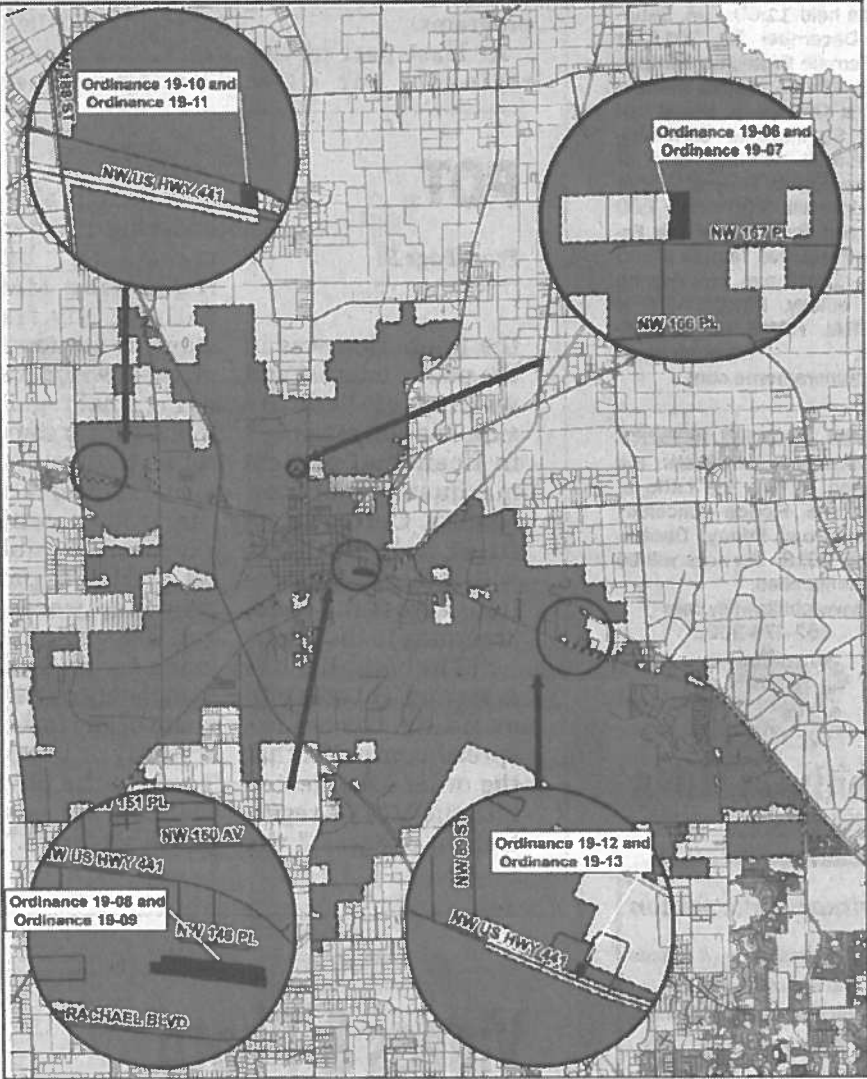 Ordinance 19-10 and
Ordinance 19-11
NW US HWY 441
Ordinance 19-06 and
Ordinance 19-07
NW 167 PL
NW 166 PL
151 PL
NW 150 AV
NW US HWY 441
Ordinance 19-08 and
Ordinance 19-09
NW 148 PL
RACHAEL BLVD
Ordinance 19-12 and
Ordinance 19-13
NW US HWY 441